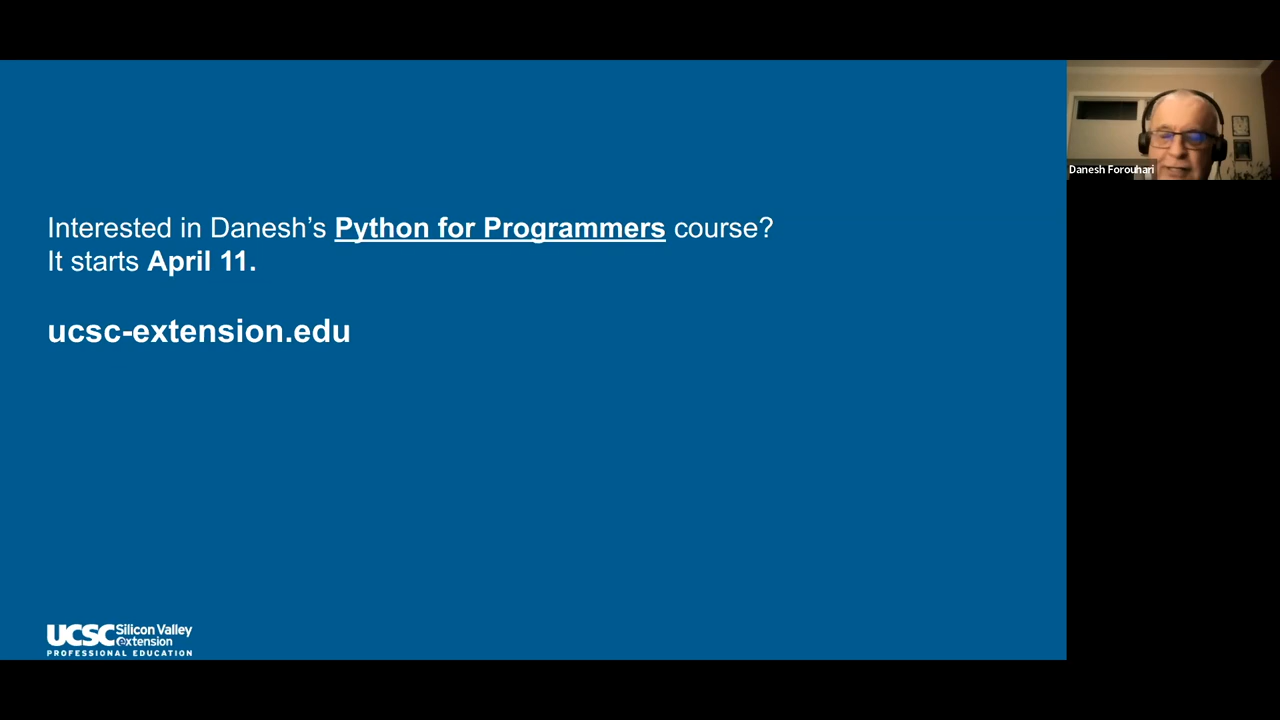 Interested in Danesh's Python for Programmers course?
It starts April 11.
ucsc-extension.edu
Danesh Forouhari
UCSC Silicon Valley
extension
PROFESSIONAL EDUCATION